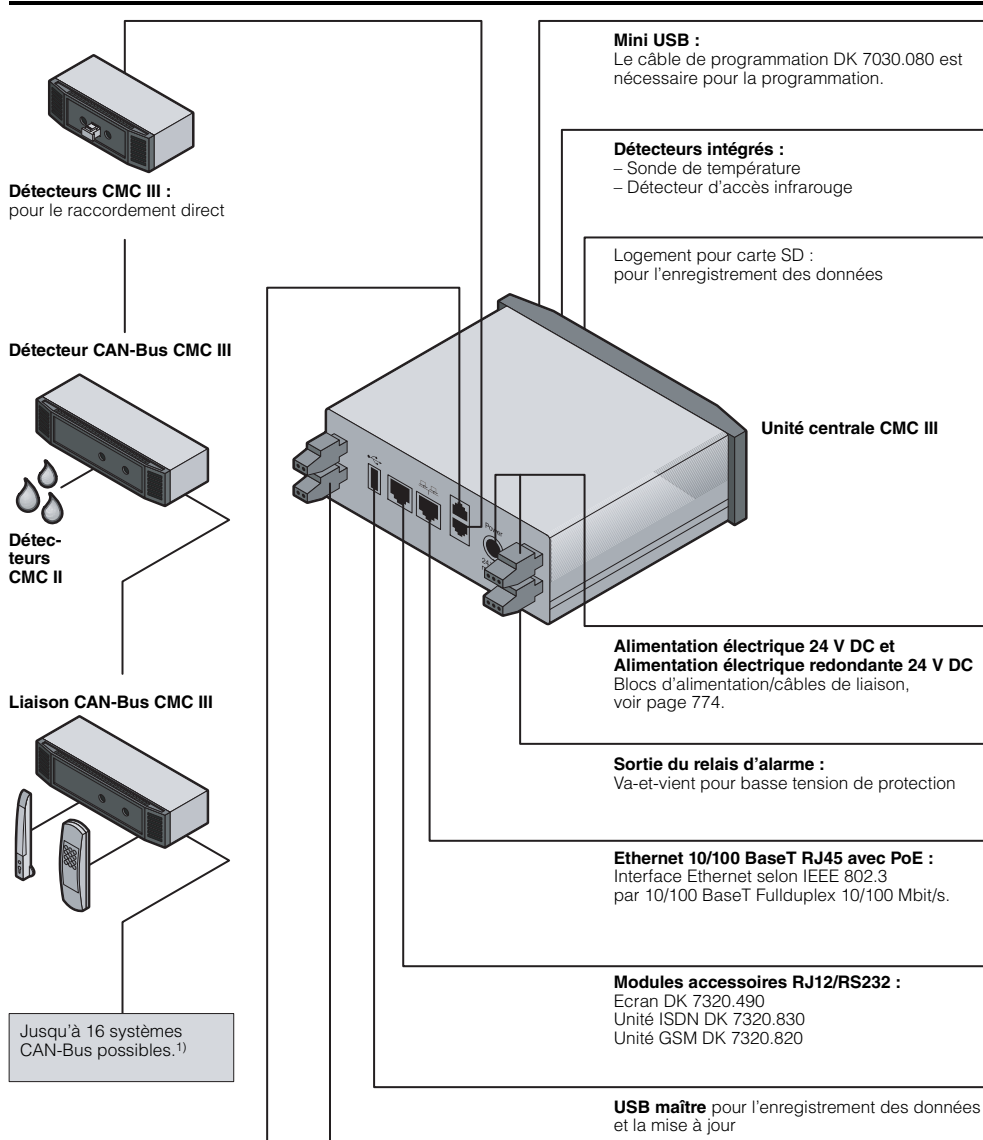 Mini USB :
Le câble de programmation DK 7030.080 est
nécessaire pour la programmation.
Détecteurs intégrés :
– Sonde de température
– Détecteur d'accès infrarouge
Détecteurs CMC III :
pour le raccordement direct
Logement pour carte SD :
pour l'enregistrement des données
Détecteur CAN-Bus CMC III
Unité centrale CMC III
Détec-
teurs
CMC II
Power
Alimentation électrique 24 V DC et
Alimentation électrique redondante 24 V DC
Blocs d'alimentation/câbles de liaison,
voir page 774.
Liaison CAN-Bus CMC III
Sortie du relais d'alarme :
Va-et-vient pour basse tension de protection
Ethernet 10/100 BaseT RJ45 avec PoE :
Interface Ethernet selon IEEE 802.3
par 10/100 BaseT Fullduplex 10/100 Mbit/s.
Modules accessoires RJ12/RS232 :
Ecran DK 7320.490
Unité ISDN DK 7320.830
Unité GSM DK 7320.820
Jusqu'à 16 systèmes
CAN-Bus possibles.1)
USB maître pour l'enregistrement des données
et la mise à jour